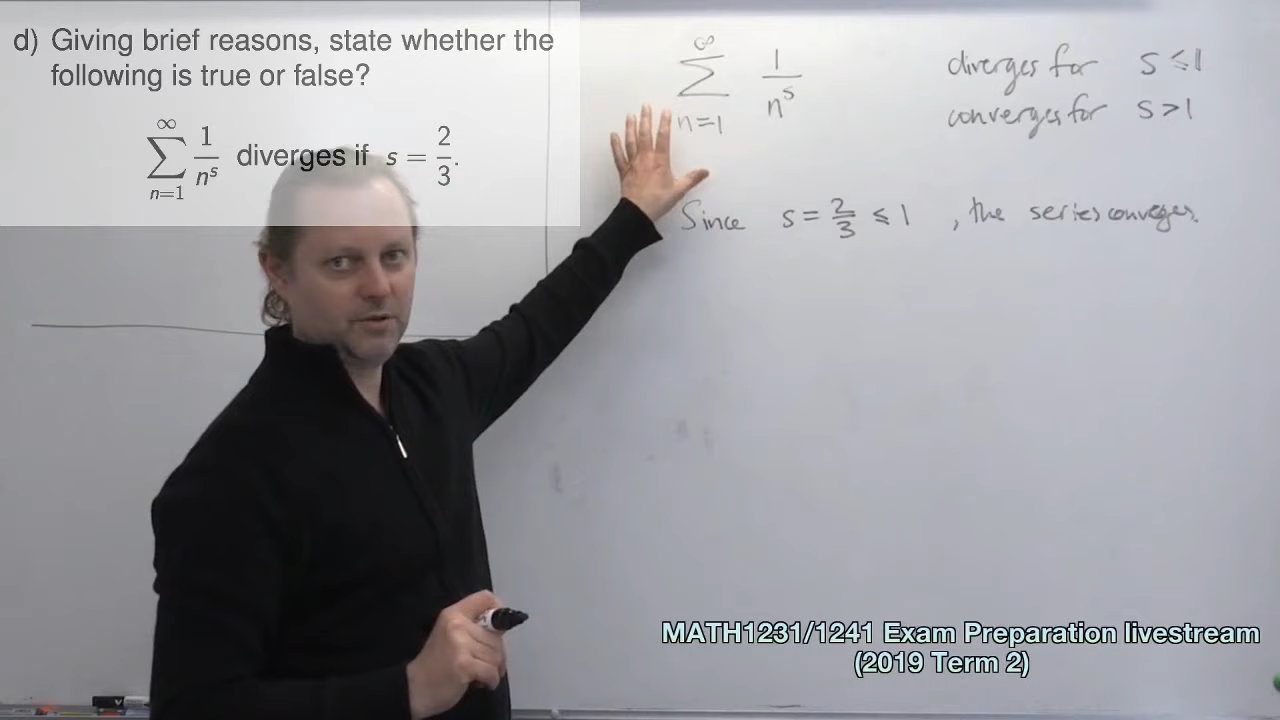 d) Giving brief reasons, state whether the
following is true or false?
∞
∑ 1/nˢ diverges if s = 2/3.
n=1
∞
∑ 1/nˢ diverges for s ≤ 1
n=1 converges for s > 1
Since s = 2/3 ≤ 1, the series converges.
MATH1231/1241 Exam Preparation livestream
(2019 Term 2)